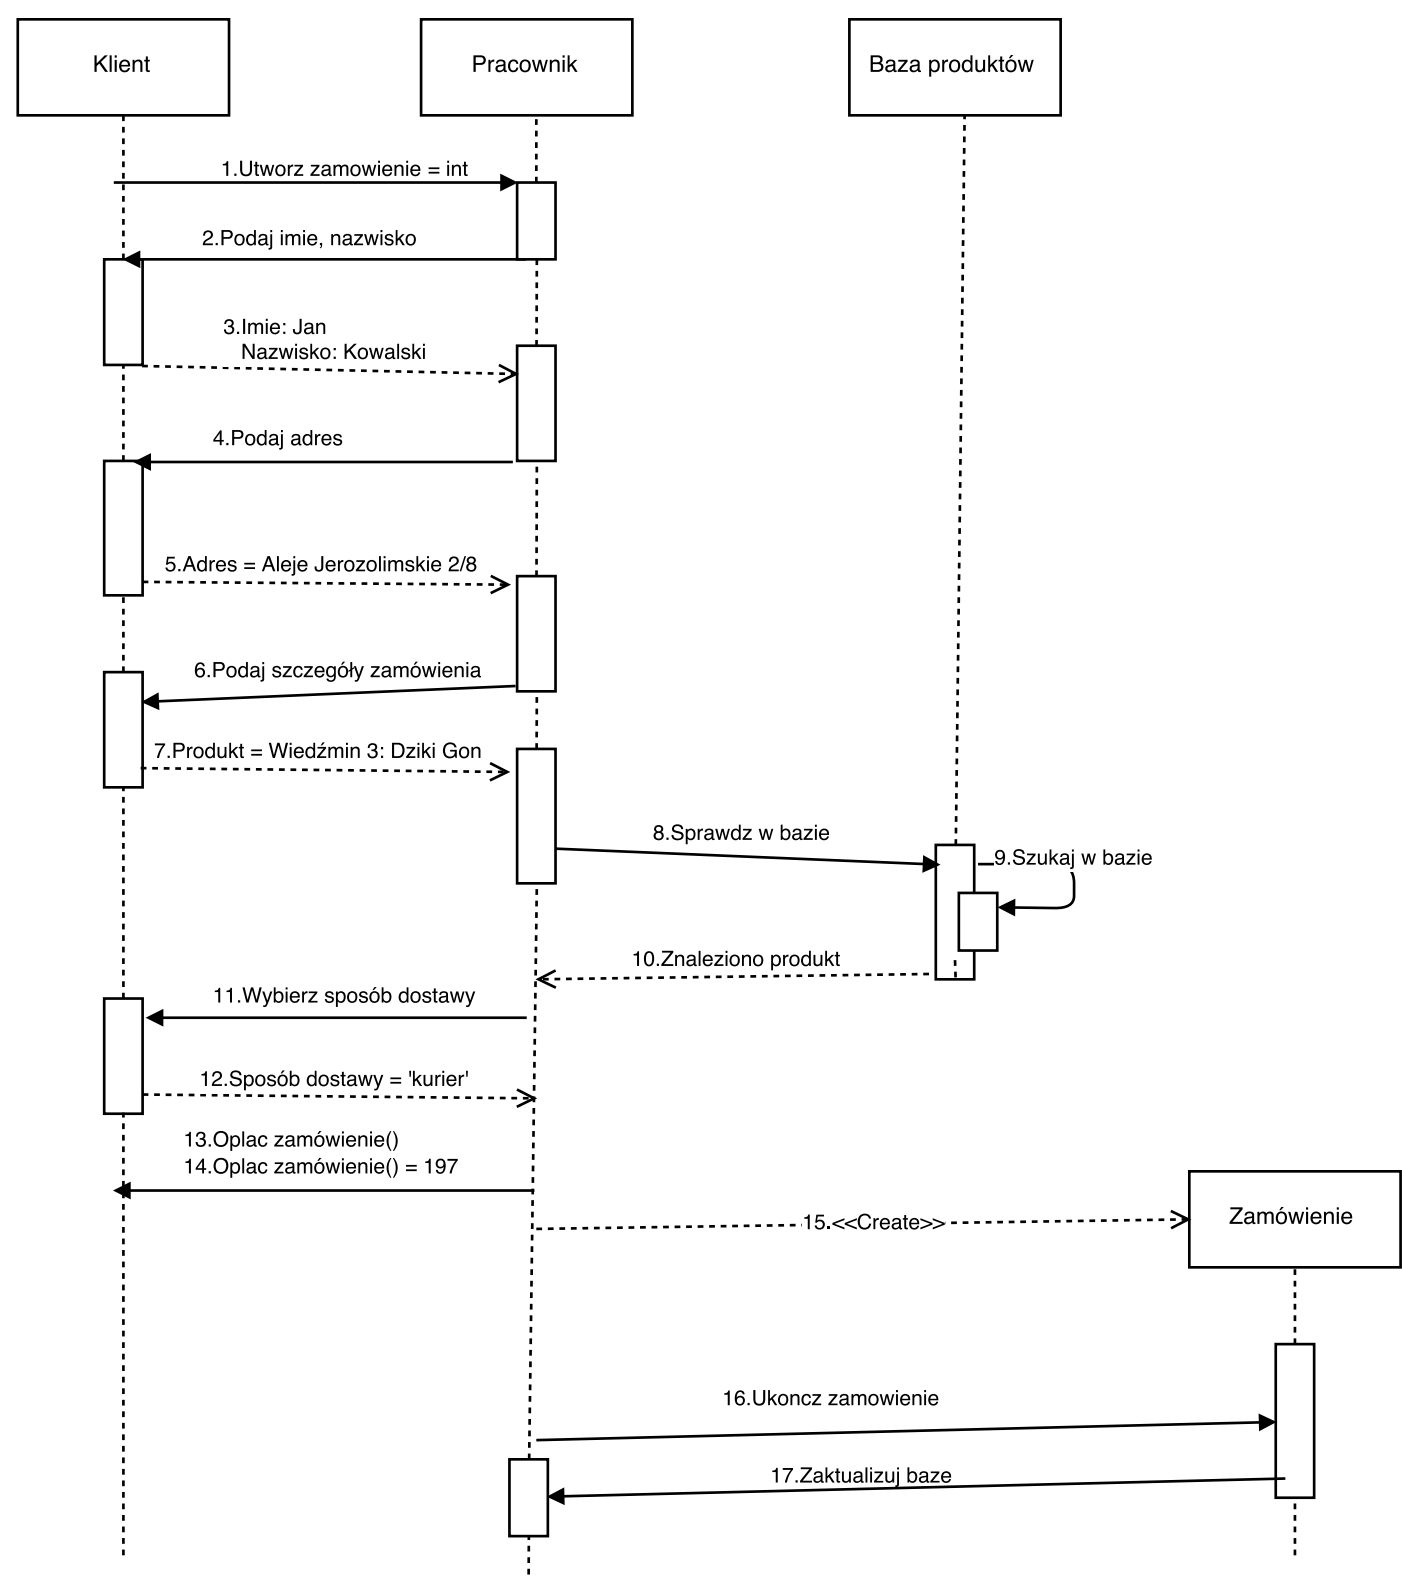 Klient
Pracownik
Baza produktów
1.Utworz zamowienie = int
2.Podaj imie, nazwisko
3.Imie: Jan
Nazwisko: Kowalski
4.Podaj adres
5.Adres = Aleje Jerozolimskie 2/8
6.Podaj szczegóły zamówienia
7.Produkt = Wiedźmin 3: Dziki Gon
8.Sprawdz w bazie
9.Szukaj w bazie
10.Znaleziono produkt
11.Wybierz sposób dostawy
12.Sposób dostawy = 'kurier'
13.Oplac zamówienie()
14.Oplac zamówienie() = 197
Zamówienie
15.<<Create>>
16.Ukoncz zamowienie
17.Zaktualizuj baze